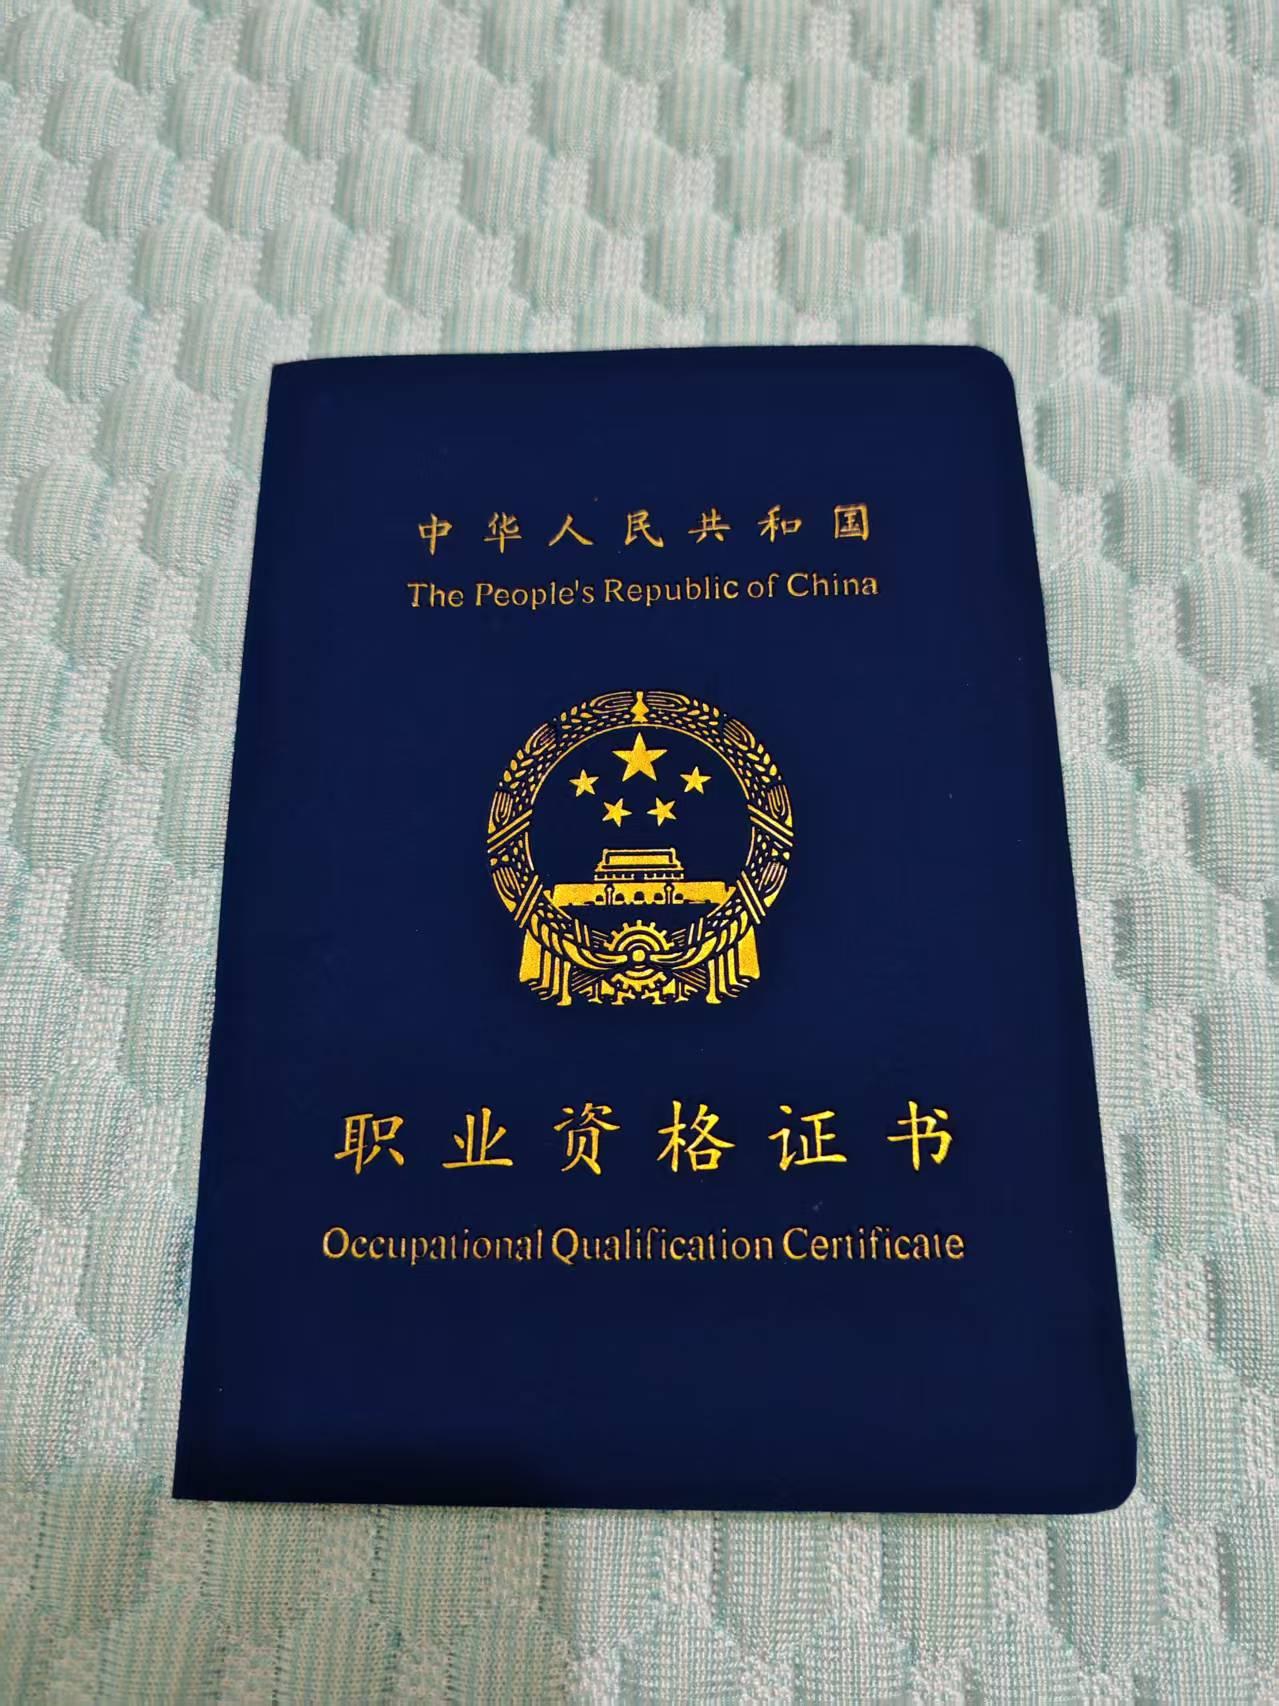 中华人民共和国
The People's Republic of China
职业资格证书
Occupational Qualification Certificate